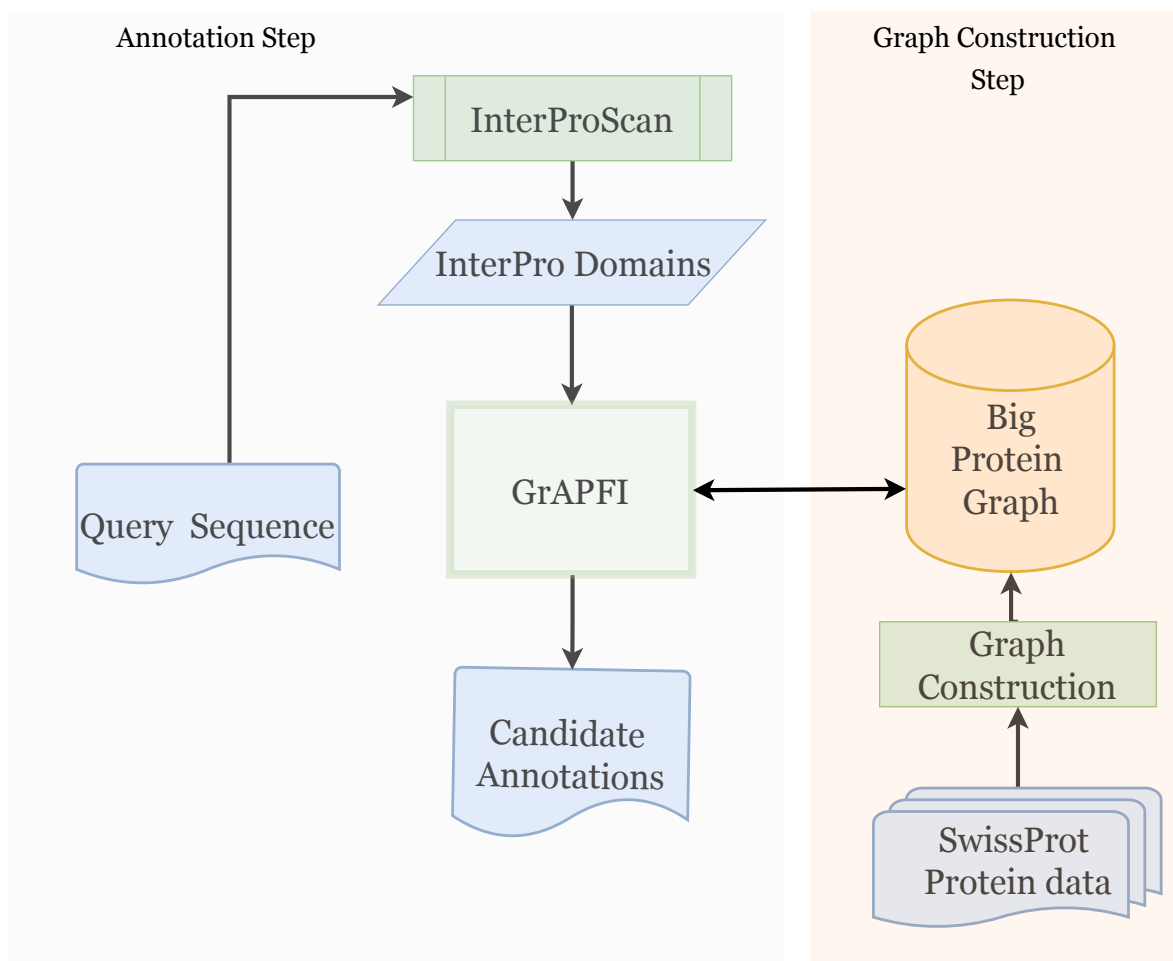 Annotation Step
Graph Construction
Step
InterProScan
InterPro Domains
Big
Protein
Graph
GrAPFI
Query Sequence
Graph
Construction
Candidate
Annotations
SwissProt
Protein data